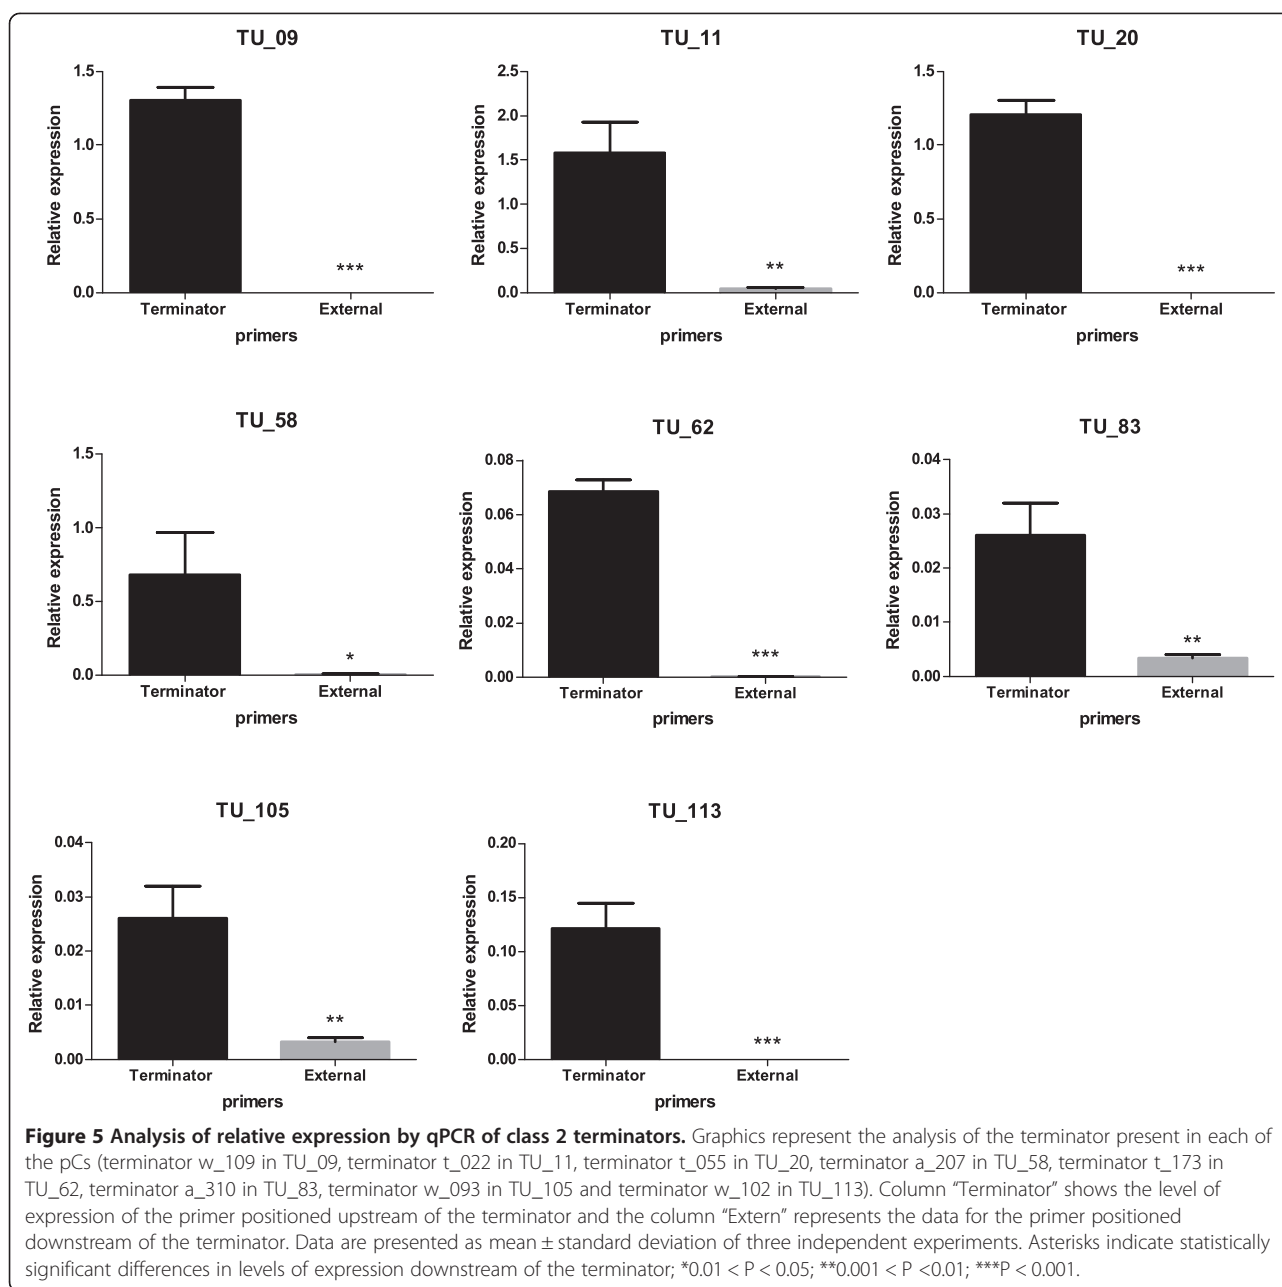 TU_09
TU_11
TU_20
1.5
1.0
0.5
0.0
Relative expression
***
Terminator
External
primers
2.5
2.0
1.5
1.0
0.5
0.0
Relative expression
**
Terminator
External
primers
1.5
1.0
0.5
0.0
Relative expression
***
Terminator
External
primers
TU_58
TU_62
TU_83
1.5
1.0
0.5
0.0
Relative expression
*
Terminator
External
primers
0.08
0.06
0.04
0.02
0.00
Relative expression
***
Terminator
External
primers
0.04
0.03
0.02
0.01
0.00
Relative expression
**
Terminator
External
primers
TU_105
TU_113
0.04
0.03
0.02
0.01
0.00
Relative expression
**
Terminator
External
primers
0.20
0.15
0.10
0.05
0.00
Relative expression
***
Terminator
External
primers
Figure 5 Analysis of relative expression by qPCR of class 2 terminators. Graphics represent the analysis of the terminator present in each of
the pCs (terminator w_109 in TU_09, terminator t_022 in TU_11, terminator t_055 in TU_20, terminator a_207 in TU_58, terminator t_173 in
TU_62, terminator a_310 in TU_83, terminator w_093 in TU_105 and terminator w_102 in TU_113). Column “Terminator” shows the level of
expression of the primer positioned upstream of the terminator and the column “Extern” represents the data for the primer positioned
downstream of the terminator. Data are presented as mean ± standard deviation of three independent experiments. Asterisks indicate statistically
significant differences in levels of expression downstream of the terminator; *0.01 < P < 0.05; **0.001 < P <0.01; ***P < 0.001.